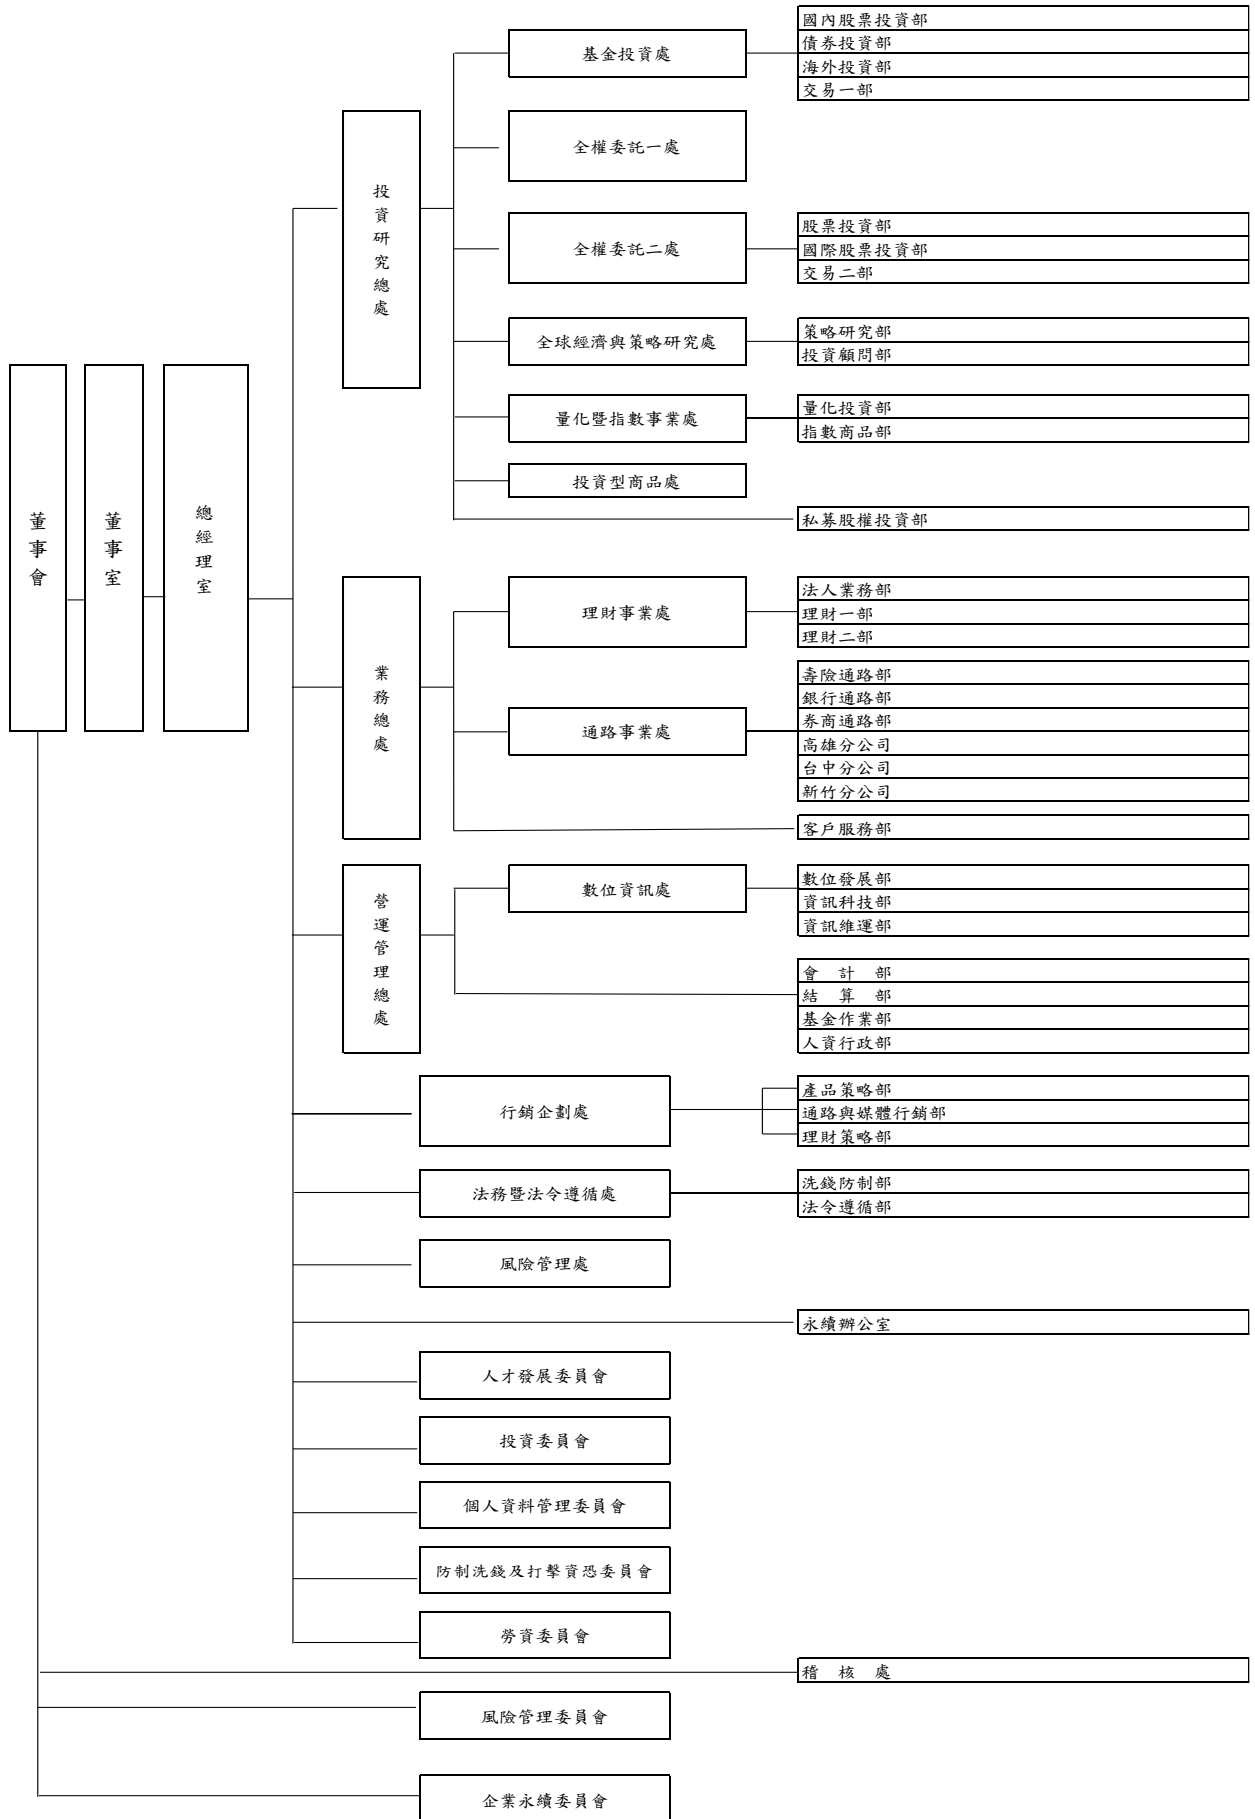 董事會
董事室
總經理室
投資研究總處
基金投資處
國內股票投資部
債券投資部
海外投資部
交易一部
全權委託一處
全權委託二處
股票投資部
國際股票投資部
交易二部
全球經濟與策略研究處
策略研究部
投資顧問部
量化暨指數事業處
量化投資部
指數商品部
投資型商品處
私募股權投資部
業務總處
理財事業處
法人業務部
理財一部
理財二部
通路事業處
壽險通路部
銀行通路部
券商通路部
高雄分公司
台中分公司
新竹分公司
客戶服務部
營運管理總處
數位資訊處
數位發展部
資訊科技部
資訊維運部
會 計 部
結 算 部
基金作業部
人資行政部
行銷企劃處
產品策略部
通路與媒體行銷部
理財策略部
法務暨法令遵循處
洗錢防制部
法令遵循部
風險管理處
永續辦公室
人才發展委員會
投資委員會
個人資料管理委員會
防制洗錢及打擊資恐委員會
勞資委員會
稽 核 處
風險管理委員會
企業永續委員會